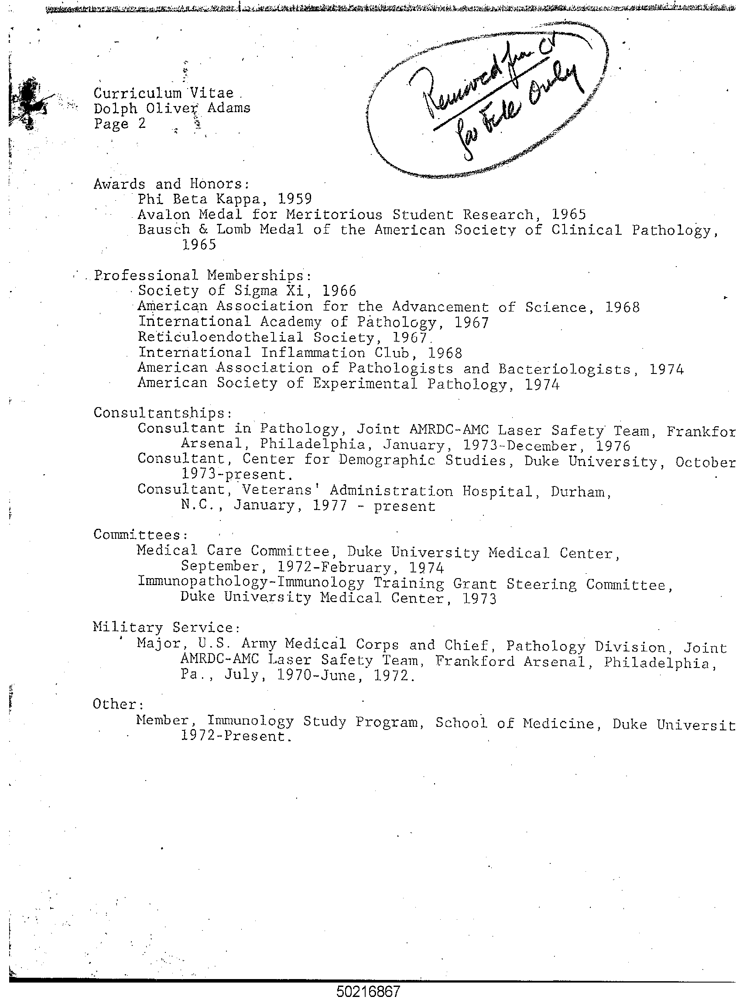 Removed from CV
for File Only
Curriculum Vitae
Dolph Oliver Adams
Page 2
Awards and Honors:
Phi Beta Kappa, 1959
Avalon Medal for Meritorious Student Research, 1965
Bausch & Lomb Medal of the American Society of Clinical Pathology,
1965
Professional Memberships:
Society of Sigma Xi, 1966
American Association for the Advancement of Science, 1968
International Academy of Pathology, 1967
Reticuloendothelial Society, 1967.
International Inflammation Club, 1968
American Association of Pathologists and Bacteriologists, 1974
American Society of Experimental Pathology, 1974
Consultantships:
Consultant in Pathology, Joint AMRDC-AMC Laser Safety Team, Frankfor
Arsenal, Philadelphia, January, 1973-December, 1976
Consultant, Center for Demographic Studies, Duke University, October
1973-present.
Consultant, Veterans' Administration Hospital, Durham,
N.C., January, 1977 - present
Committees:
Medical Care Committee, Duke University Medical Center,
September, 1972-February, 1974
Immunopathology-Immunology Training Grant Steering Committee,
Duke University Medical Center, 1973
Military Service:
Major, U.S. Army Medical Corps and Chief, Pathology Division, Joint
AMRDC-AMC Laser Safety Team, Frankford Arsenal, Philadelphia,
Pa., July, 1970-June, 1972.
Other:
Member, Immunology Study Program, School of Medicine, Duke Universit
1972-Present.
50216867